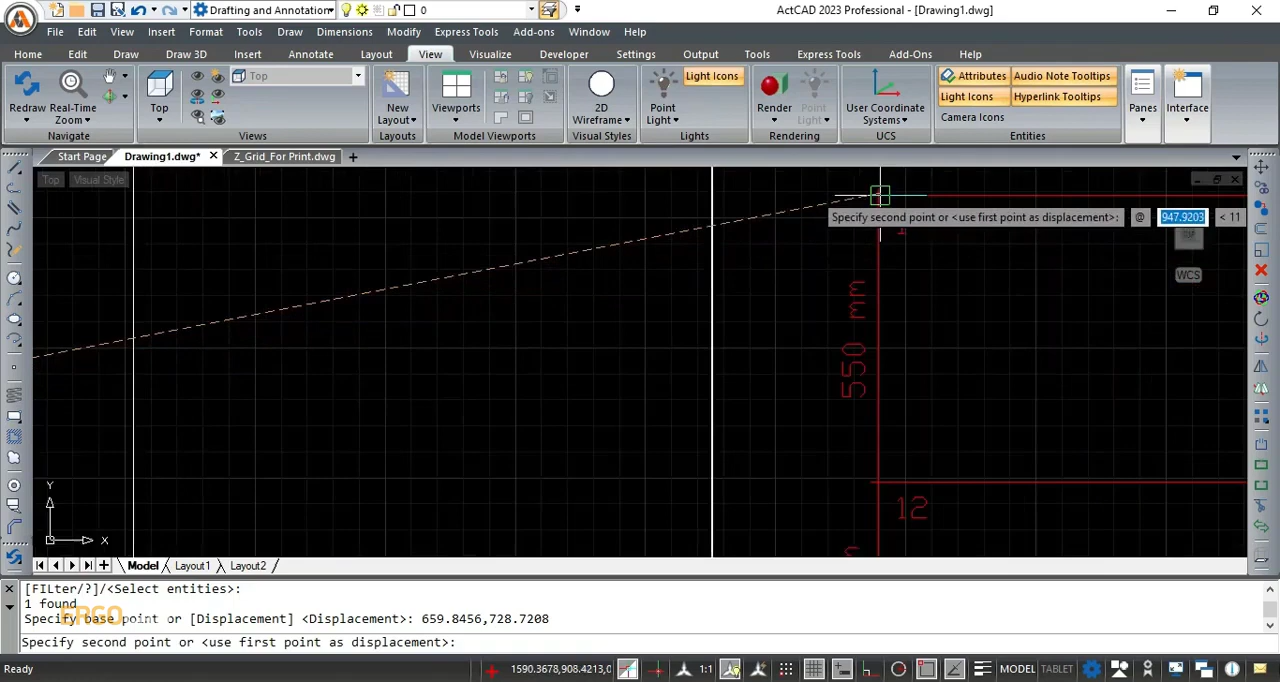 Drafting and Annotation
0
ActCAD 2023 Professional - [Drawing1.dwg]
File Edit View Insert Format Tools Draw Dimensions Modify Express Tools Add-ons Window Help
Home Edit Draw Draw 3D Insert Annotate Layout View Visualize Developer Settings Output Tools Express Tools Add-Ons Help
Redraw Real-Time Zoom
Navigate
Top
Top
Views
New Layout
Layouts
Viewports
Model Viewports
2D Wireframe
Visual Styles
Point Light
Light Icons
Lights
Render
Point Light
Rendering
User Coordinate Systems
UCS
Attributes Audio Note Tooltips
Light Icons Hyperlink Tooltips
Camera Icons
Entities
Panes
Interface
Start Page Drawing1.dwg* Z_Grid_For Print.dwg
Top Visual Style
Specify second point or <use first point as displacement>: @ 947.9203 < 11
WCS
550 mm
12
Y
X
Model Layout1 Layout2
[FILter/?]/<Select entities>:
1 found
Specify base point or [Displacement] <Displacement>: 659.8456,728.7208
ERGO
Specify second point or <use first point as displacement>:
Ready
1590.3678,908.4213,0
1:1
MODEL TABLET